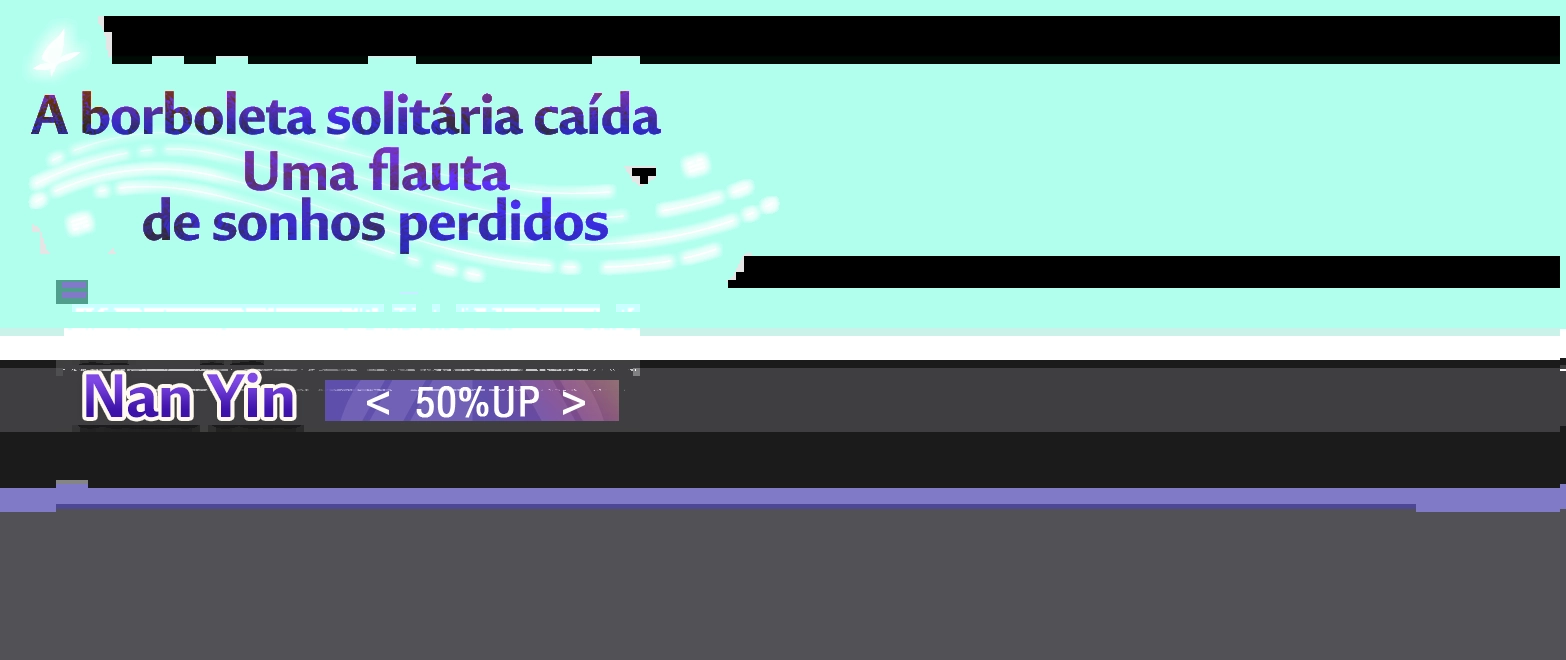 A borboleta solitária caída
Uma flauta
de sonhos perdidos
Nan Yin
< 50%UP >